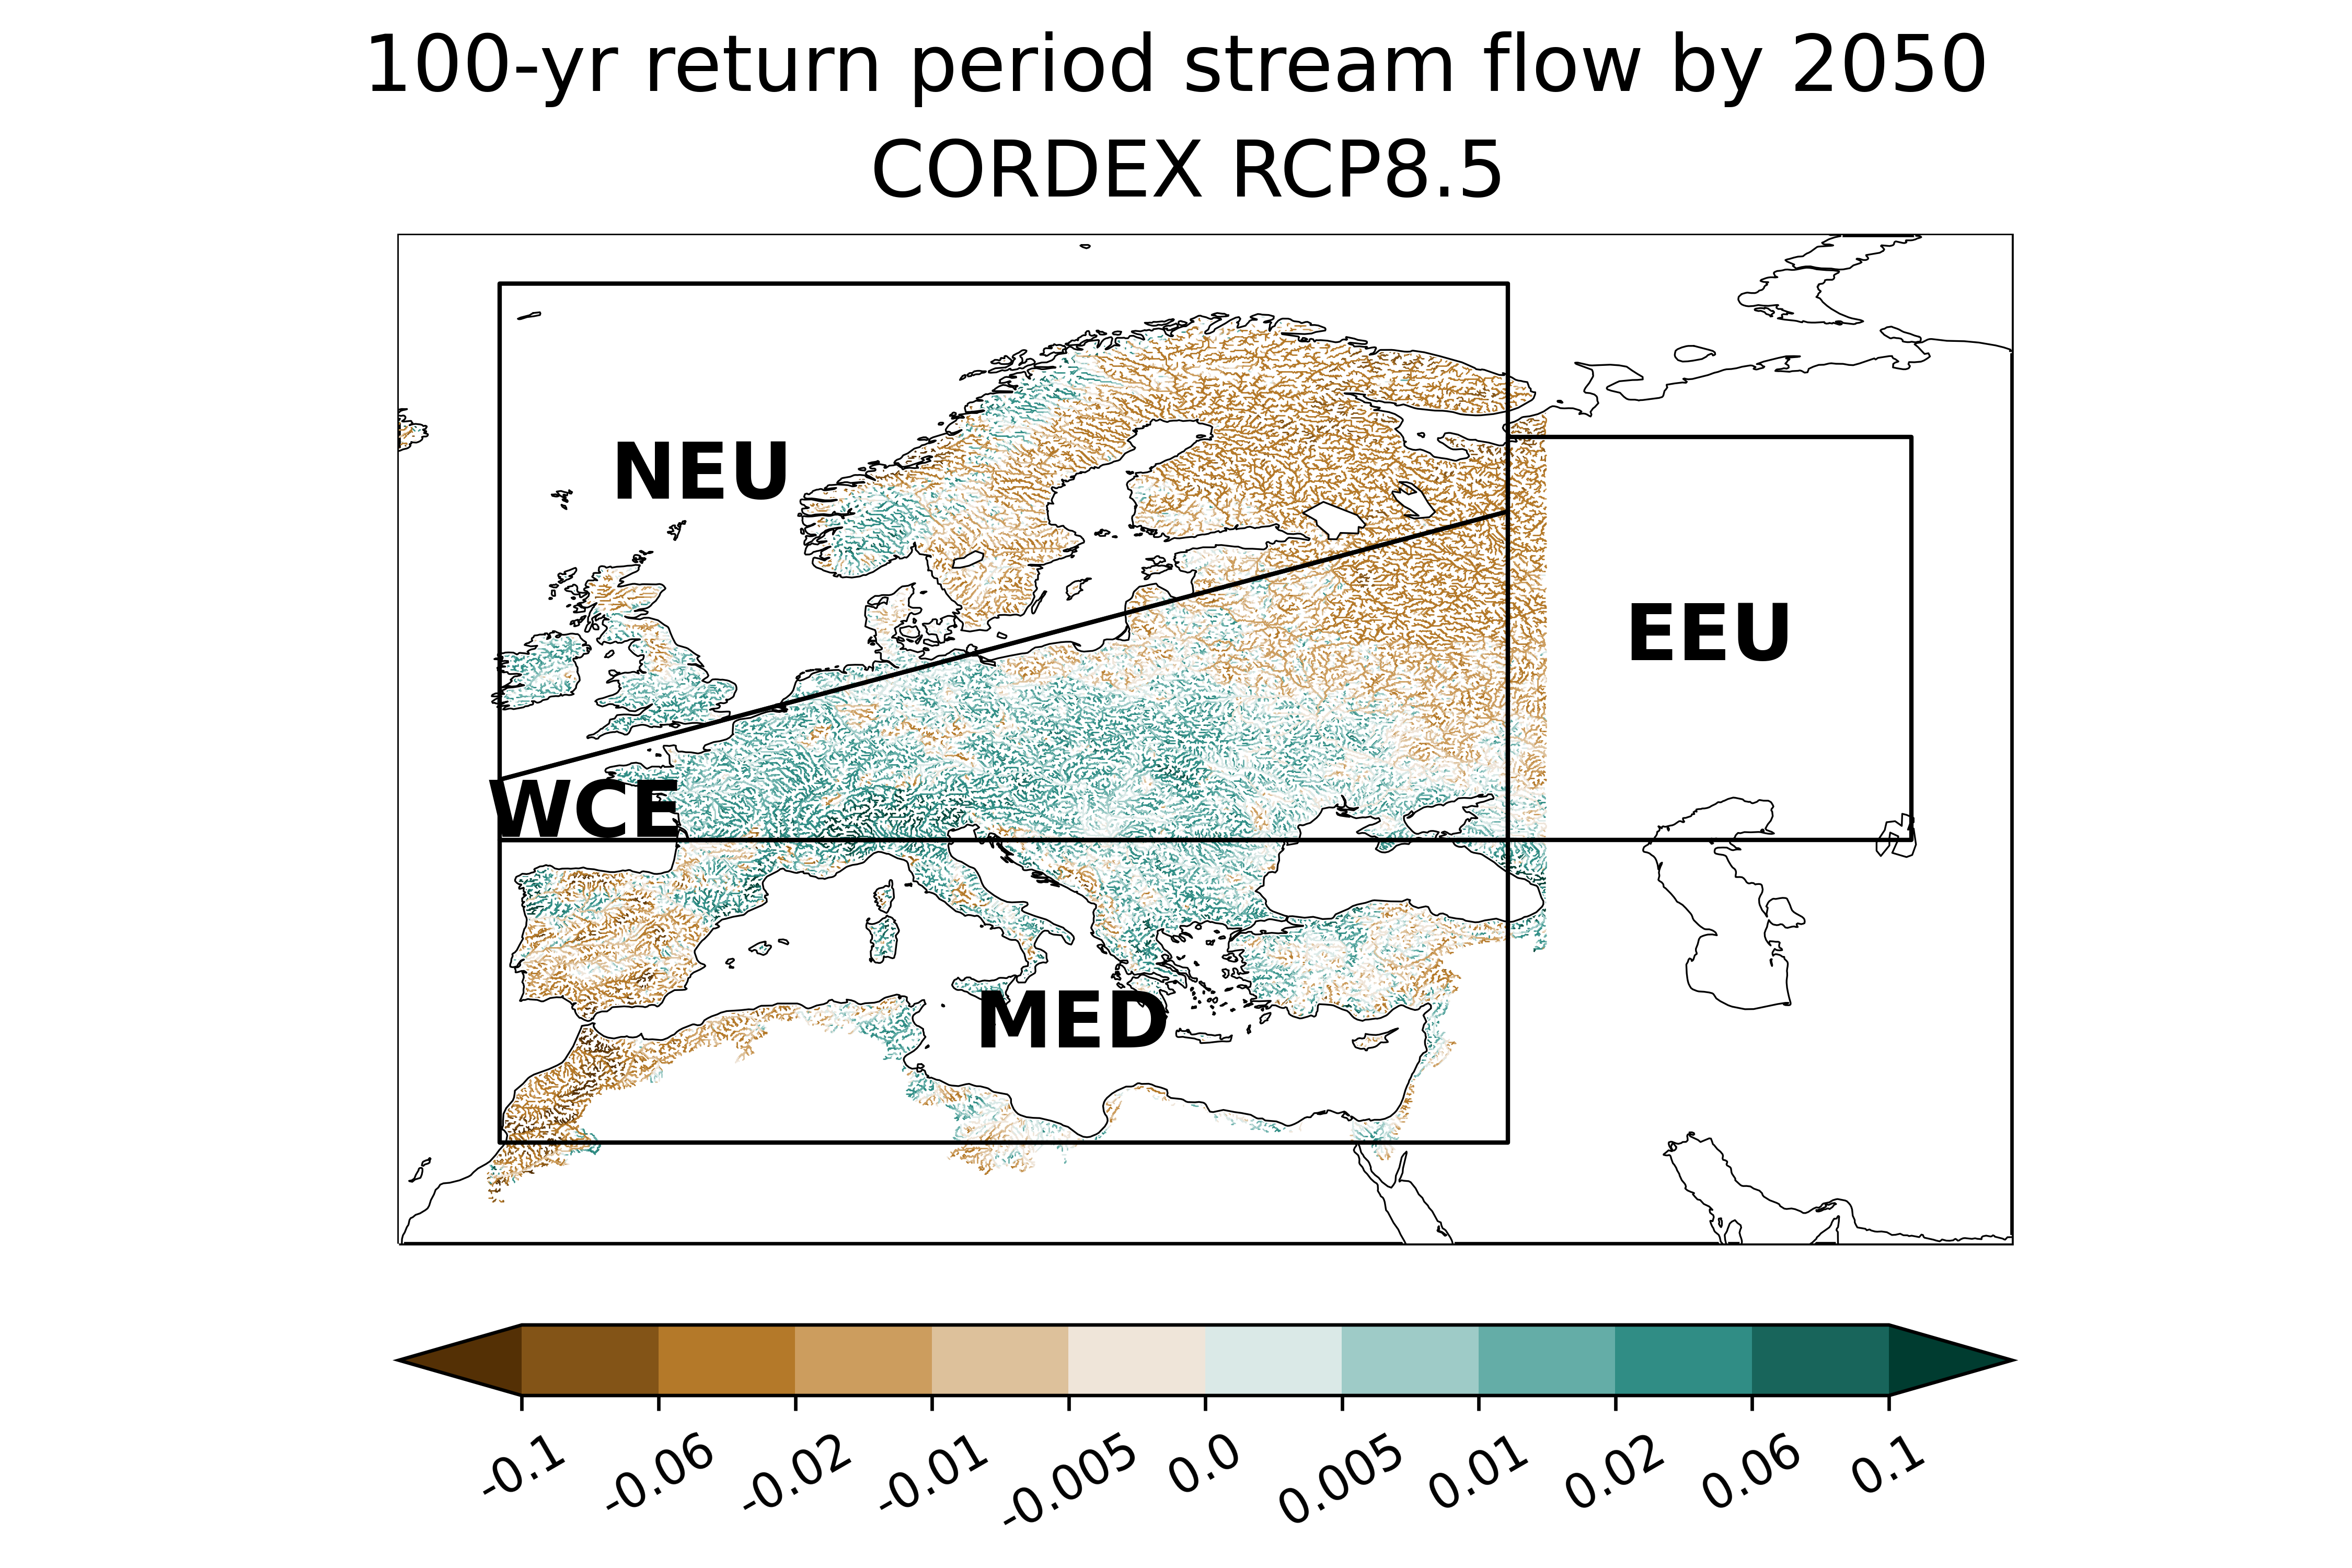 100-yr return period stream flow by 2050
CORDEX RCP8.5
NEU
EEU
WCE
MED
-0.1 -0.06 -0.02 -0.01 -0.005 0.0 0.005 0.01 0.02 0.06 0.1